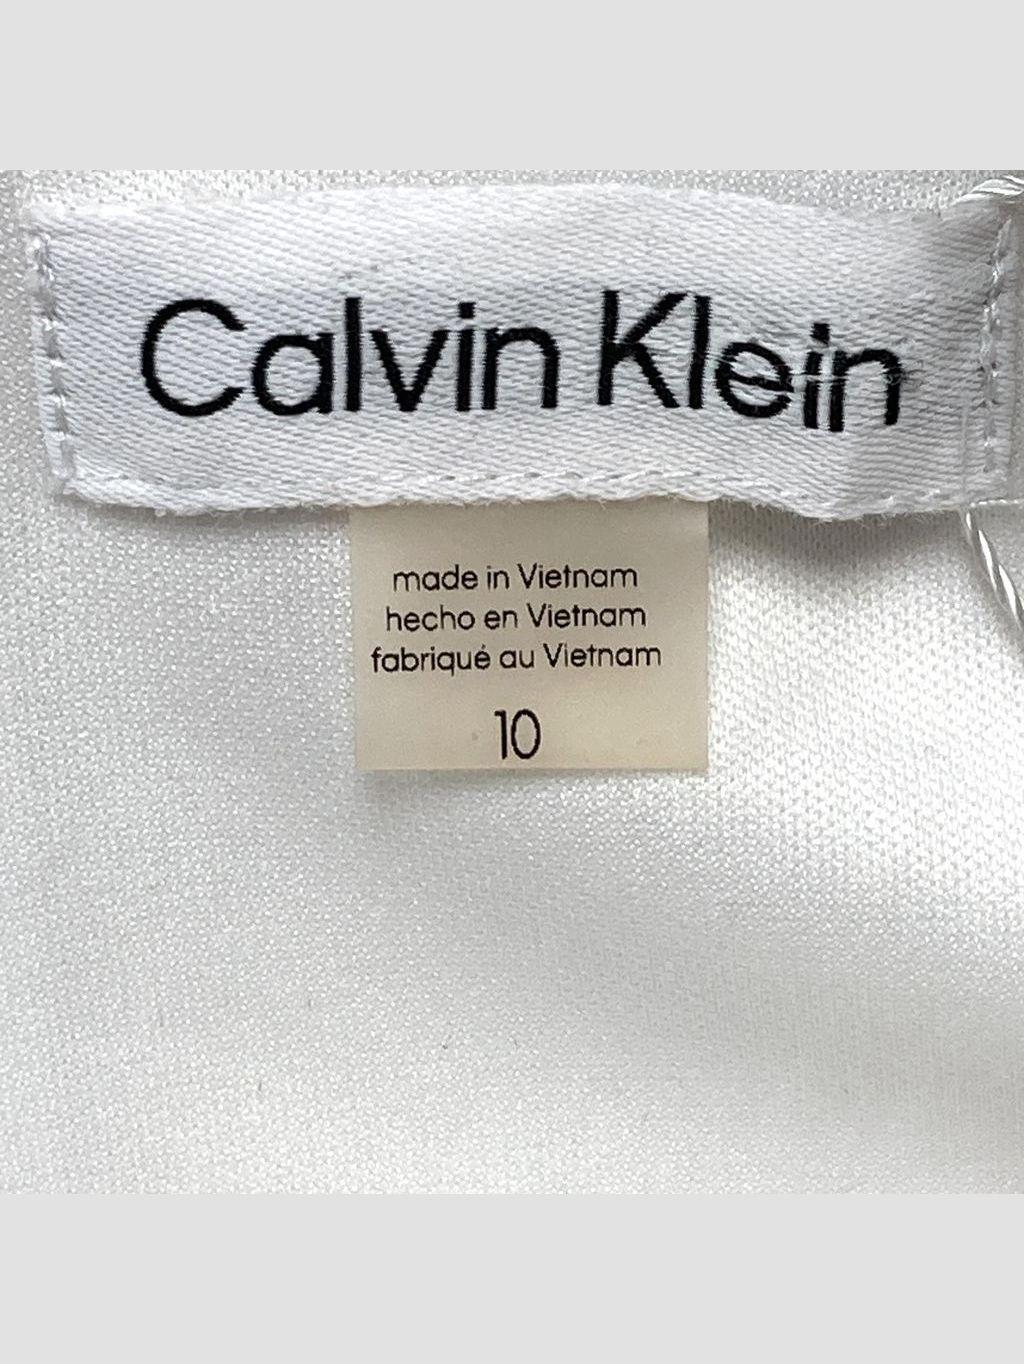 Calvin Klein
made in Vietnam
hecho en Vietnam
fabriqué au Vietnam
10